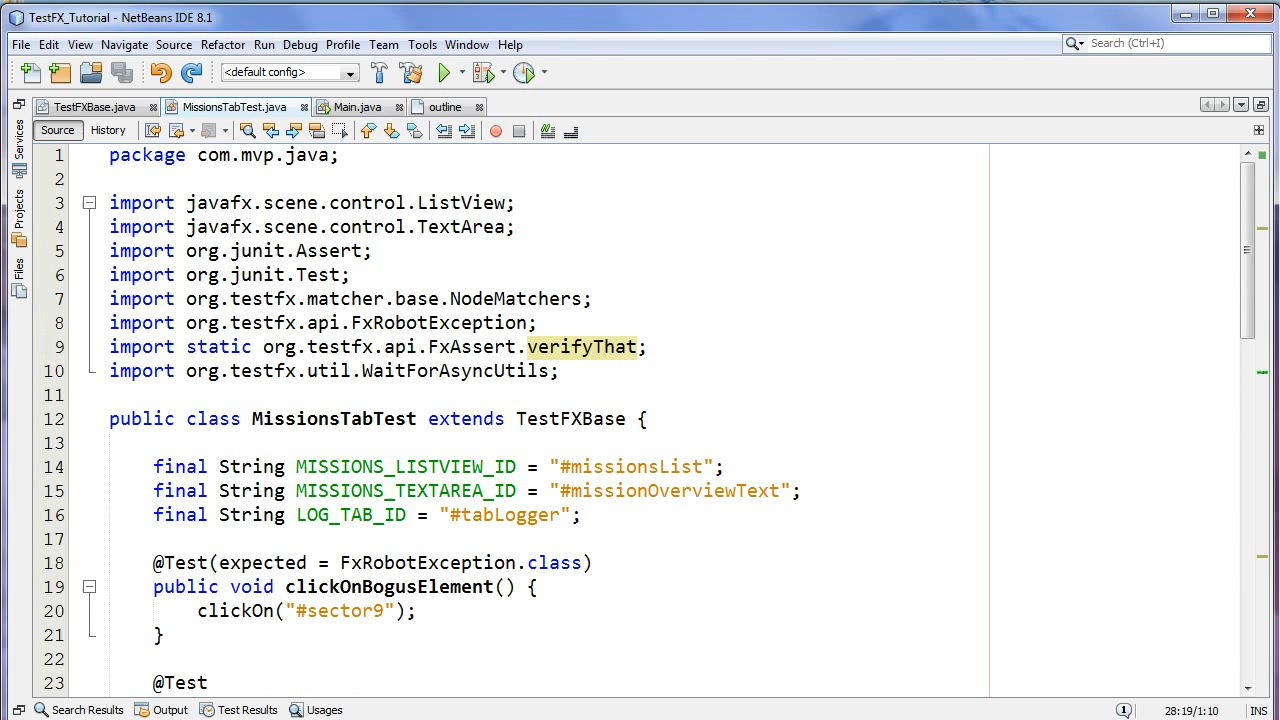 TestFX_Tutorial - NetBeans IDE 8.1
File Edit View Navigate Source Refactor Run Debug Profile Team Tools Window Help
Search (Ctrl+I)
<default config>
TestFXBase.java MissionsTabTest.java Main.java outline
Source History
Services
Projects
Files
1 package com.mvp.java;
2
3 import javafx.scene.control.ListView;
4 import javafx.scene.control.TextArea;
5 import org.junit.Assert;
6 import org.junit.Test;
7 import org.testfx.matcher.base.NodeMatchers;
8 import org.testfx.api.FxRobotException;
9 import static org.testfx.api.FxAssert.verifyThat;
10 import org.testfx.util.WaitForAsyncUtils;
11
12 public class MissionsTabTest extends TestFXBase {
13
14 final String MISSIONS_LISTVIEW_ID = "#missionsList";
15 final String MISSIONS_TEXTAREA_ID = "#missionOverviewText";
16 final String LOG_TAB_ID = "#tabLogger";
17
18 @Test(expected = FxRobotException.class)
19 public void clickOnBogusElement() {
20 clickOn("#sector9");
21 }
22
23 @Test
Search Results Output Test Results Usages
1 28:19/1:10 INS